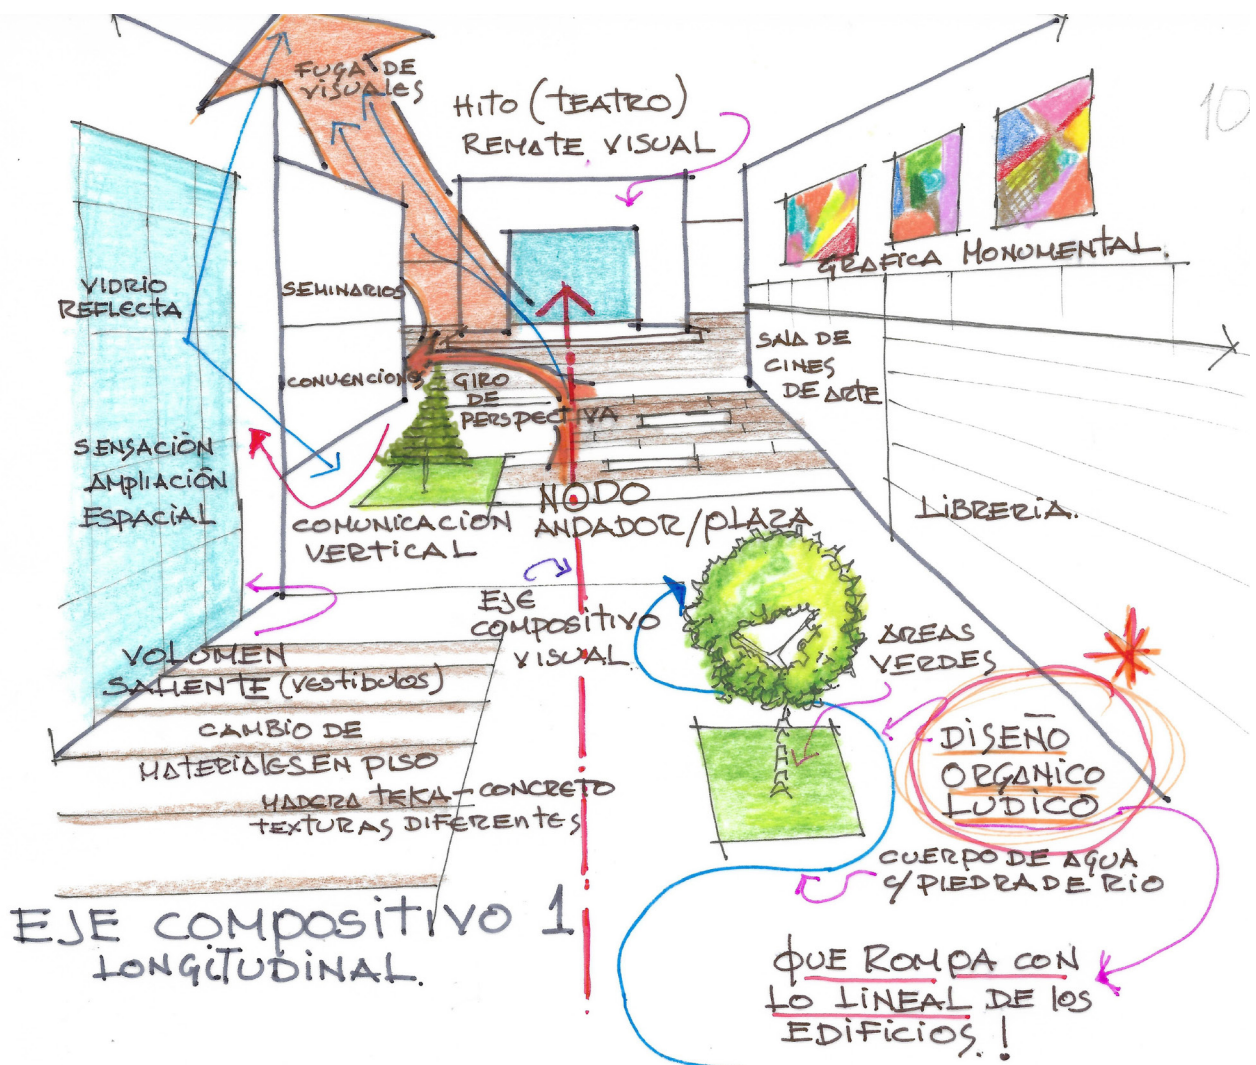 10
FUGA DE
VISUALES
HITO (TEATRO)
REMATE VISUAL
GRAFICA MONUMENTAL.
VIDRIO
REFLECTA
SEMINARIOS
CONVENCIONES
GIRO
DE
PERSPECTIVA
SALA DE
CINES
DE ARTE
SENSACIÓN
AMPLIACIÓN
ESPACIAL
COMUNICACION
VERTICAL
NODO
ANDADOR/PLAZA
LIBRERIA.
EJE
COMPOSITIVO
VISUAL.
AREAS
VERDES
VOLUMEN
SALIENTE (VESTIBULOS)
CAMBIO DE
MATERIALES EN PISO
MADERA TEKA - CONCRETO
TEXTURAS DIFERENTES
DISEÑO
ORGANICO
LUDICO
CUERPO DE AGUA
C/PIEDRA DE RIO
EJE COMPOSITIVO 1
LONGITUDINAL.
QUE ROMPA CON
LO LINEAL DE LOS
EDIFICIOS.!